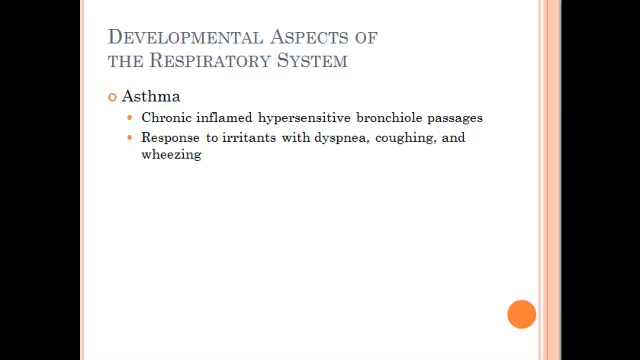 Developmental Aspects of
the Respiratory System
Asthma
Chronic inflamed hypersensitive bronchiole passages
Response to irritants with dyspnea, coughing, and
wheezing